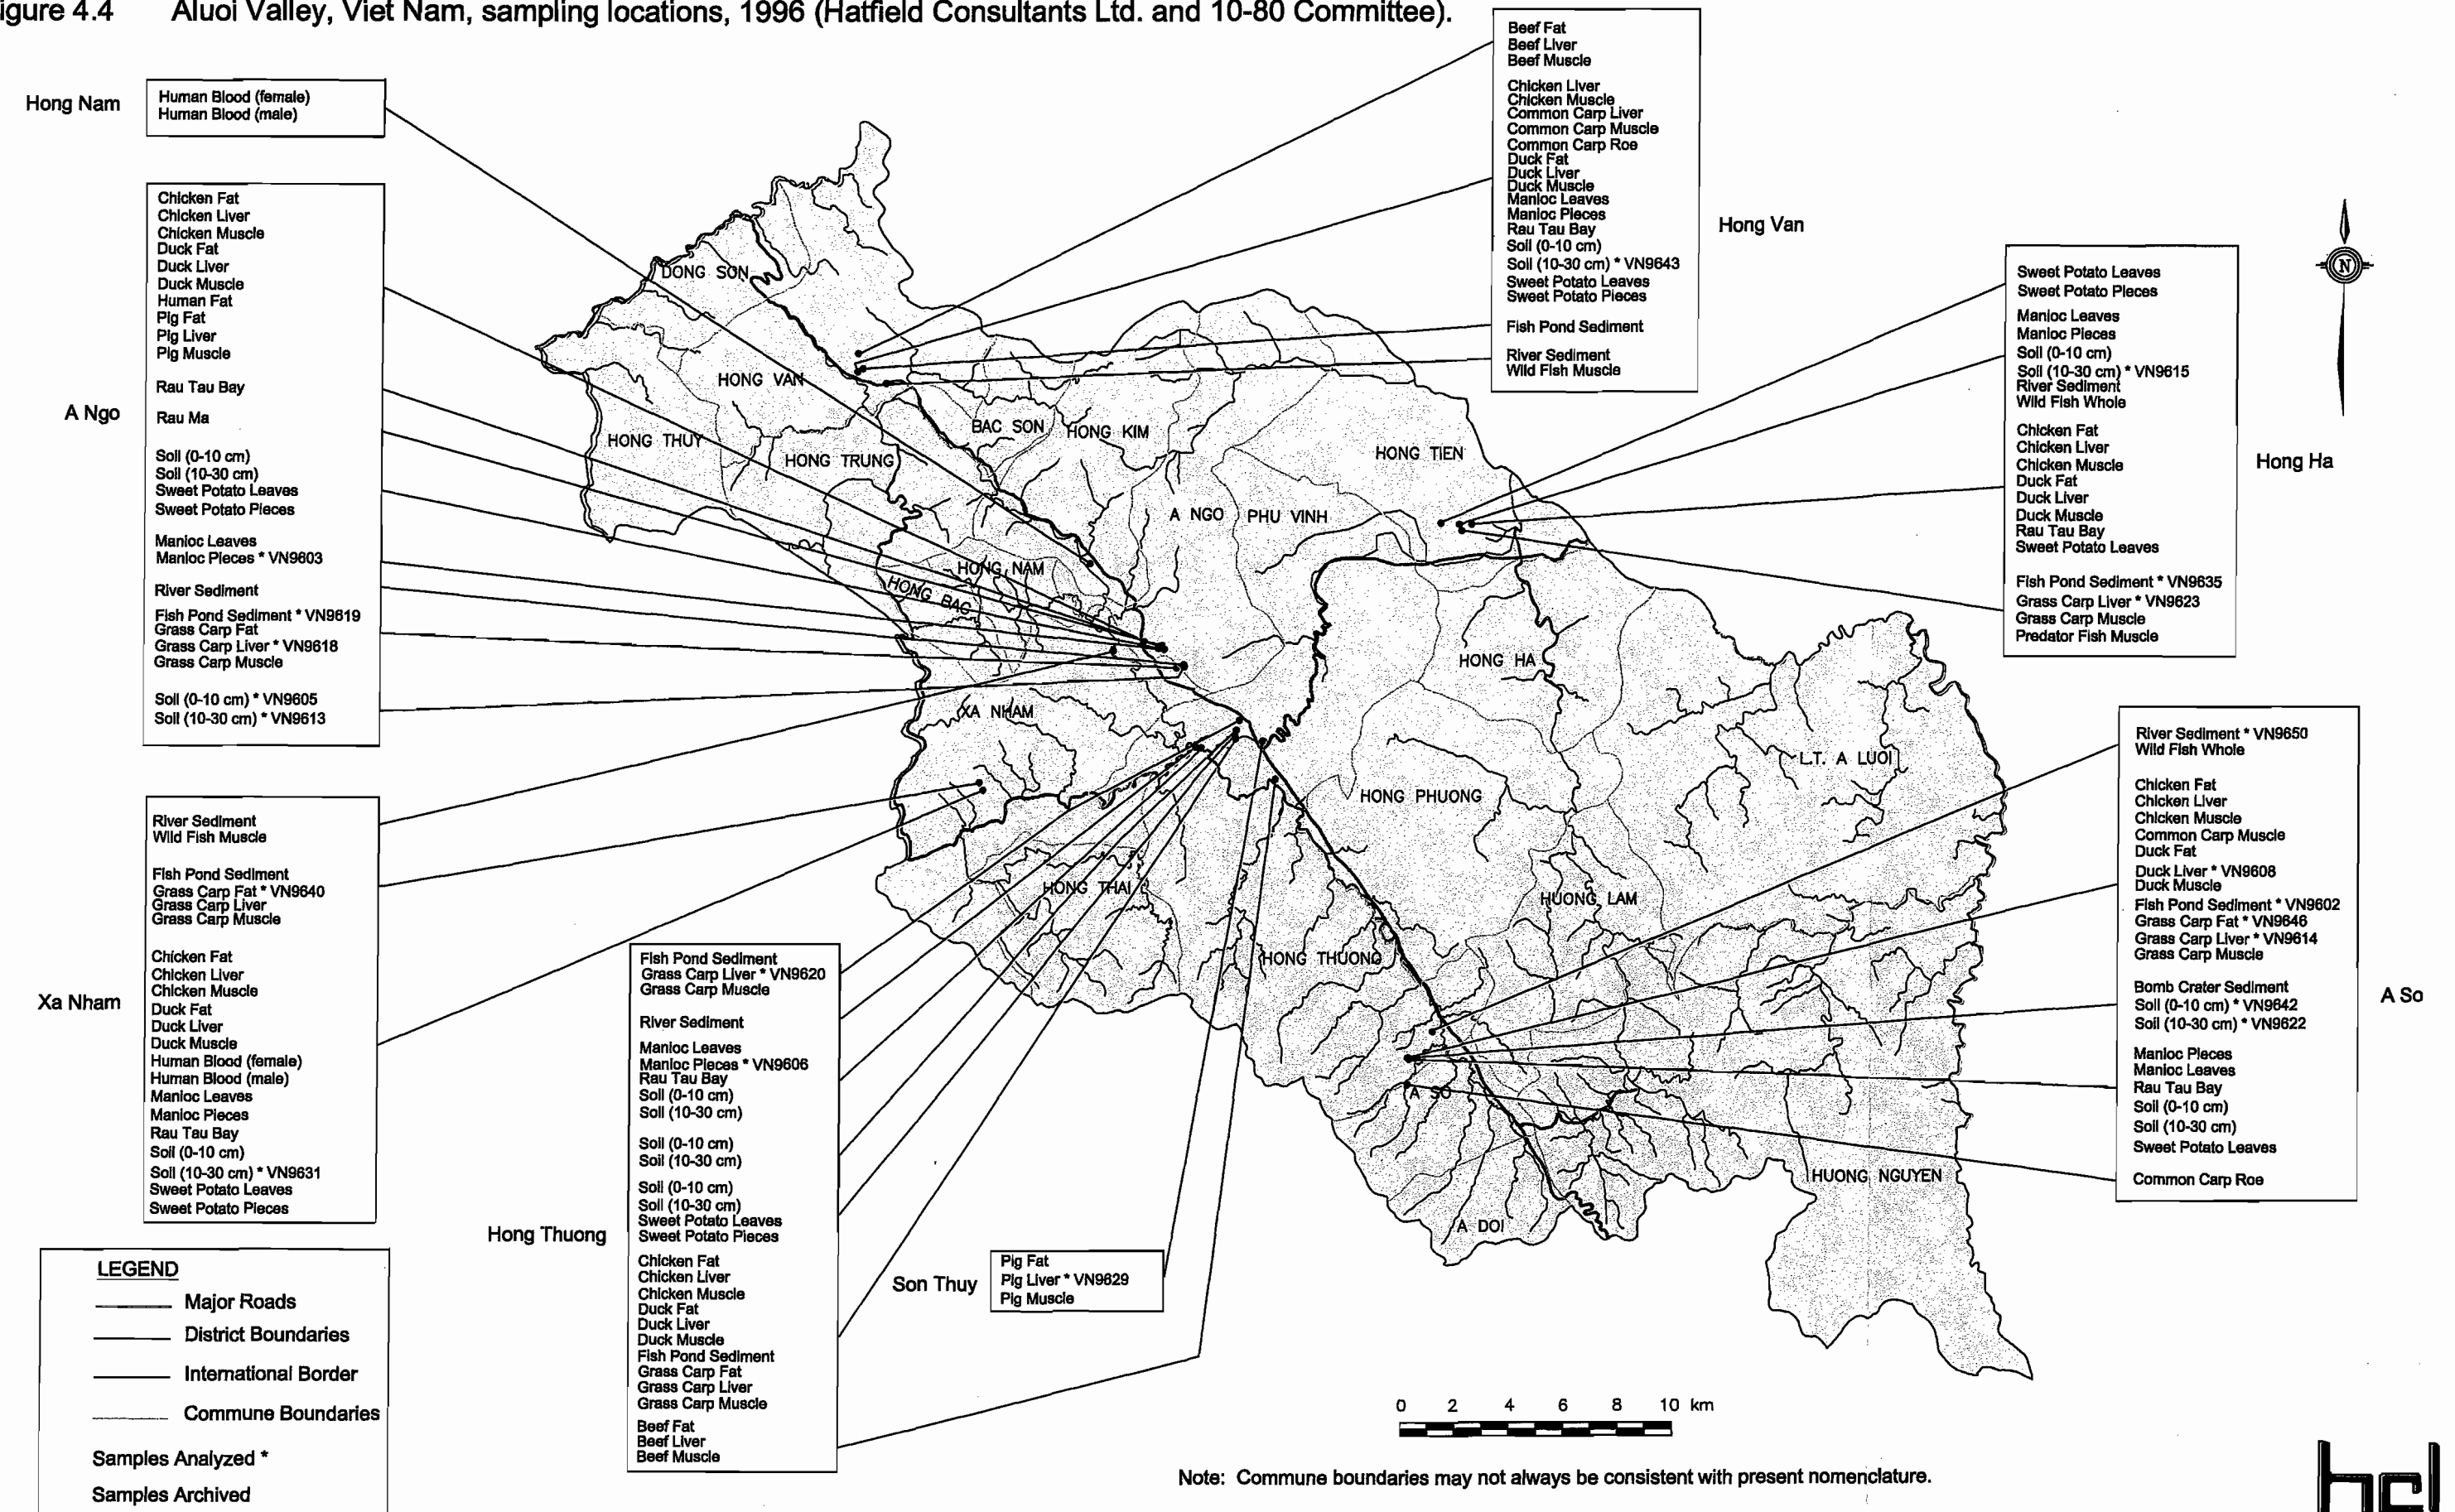 igure 4.4 Aluoi Valley, Viet Nam, sampling locations, 1996 (Hatfield Consultants Ltd. and 10-80 Committee).
Hong Nam
Human Blood (female)
Human Blood (male)
A Ngo
Chicken Fat
Chicken Liver
Chicken Muscle
Duck Fat
Duck Liver
Duck Muscle
Human Fat
Pig Fat
Pig Liver
Pig Muscle
Rau Tau Bay
Rau Ma
Soil (0-10 cm)
Soil (10-30 cm)
Sweet Potato Leaves
Sweet Potato Pieces
Manioc Leaves
Manioc Pieces * VN9603
River Sediment
Fish Pond Sediment * VN9619
Grass Carp Fat
Grass Carp Liver * VN9618
Grass Carp Muscle
Soil (0-10 cm) * VN9605
Soil (10-30 cm) * VN9613
Xa Nham
River Sediment
Wild Fish Muscle
Fish Pond Sediment
Grass Carp Fat * VN9640
Grass Carp Liver
Grass Carp Muscle
Chicken Fat
Chicken Liver
Chicken Muscle
Duck Fat
Duck Liver
Duck Muscle
Human Blood (female)
Human Blood (male)
Manioc Leaves
Manioc Pieces
Rau Tau Bay
Soil (0-10 cm)
Soil (10-30 cm) * VN9631
Sweet Potato Leaves
Sweet Potato Pieces
LEGEND
Major Roads
District Boundaries
International Border
Commune Boundaries
Samples Analyzed *
Samples Archived
Hong Thuong
Fish Pond Sediment
Grass Carp Liver * VN9620
Grass Carp Muscle
River Sediment
Manioc Leaves
Manioc Pieces * VN9606
Rau Tau Bay
Soil (0-10 cm)
Soil (10-30 cm)
Soil (0-10 cm)
Soil (10-30 cm)
Soil (0-10 cm)
Soil (10-30 cm)
Sweet Potato Leaves
Sweet Potato Pieces
Chicken Fat
Chicken Liver
Chicken Muscle
Duck Fat
Duck Liver
Duck Muscle
Fish Pond Sediment
Grass Carp Fat
Grass Carp Liver
Grass Carp Muscle
Beef Fat
Beef Liver
Beef Muscle
Son Thuy
Pig Fat
Pig Liver * VN9629
Pig Muscle
DONG SON
HONG VAN
HONG THUY
HONG TRUNG
BAC SON
HONG KIM
HONG TIEN
A NGO
PHU VINH
HONG NAM
HONG BAC
HONG HA
XA NHAM
L.T. A LUOI
HONG PHUONG
HONG THAI
HUONG LAM
HONG THUONG
A SO
HUONG NGUYEN
A DOI
Beef Fat
Beef Liver
Beef Muscle
Chicken Liver
Chicken Muscle
Common Carp Liver
Common Carp Muscle
Common Carp Roe
Duck Fat
Duck Liver
Duck Muscle
Manioc Leaves
Manioc Pieces
Rau Tau Bay
Soil (0-10 cm)
Soil (10-30 cm) * VN9643
Sweet Potato Leaves
Sweet Potato Pieces
Fish Pond Sediment
River Sediment
Wild Fish Muscle
Hong Van
N
Sweet Potato Leaves
Sweet Potato Pieces
Manioc Leaves
Manioc Pieces
Soil (0-10 cm)
Soil (10-30 cm) * VN9615
River Sediment
Wild Fish Whole
Chicken Fat
Chicken Liver
Chicken Muscle
Duck Fat
Duck Liver
Duck Muscle
Rau Tau Bay
Sweet Potato Leaves
Fish Pond Sediment * VN9635
Grass Carp Liver * VN9623
Grass Carp Muscle
Predator Fish Muscle
Hong Ha
River Sediment * VN9650
Wild Fish Whole
Chicken Fat
Chicken Liver
Chicken Muscle
Common Carp Muscle
Duck Fat
Duck Liver * VN9608
Duck Muscle
Fish Pond Sediment * VN9602
Grass Carp Fat * VN9646
Grass Carp Liver * VN9614
Grass Carp Muscle
Bomb Crater Sediment
Soil (0-10 cm) * VN9642
Soil (10-30 cm) * VN9622
Manioc Pieces
Manioc Leaves
Rau Tau Bay
Soil (0-10 cm)
Soil (10-30 cm)
Sweet Potato Leaves
Common Carp Roe
A So
0 2 4 6 8 10 km
Note: Commune boundaries may not always be consistent with present nomenclature.
hcl